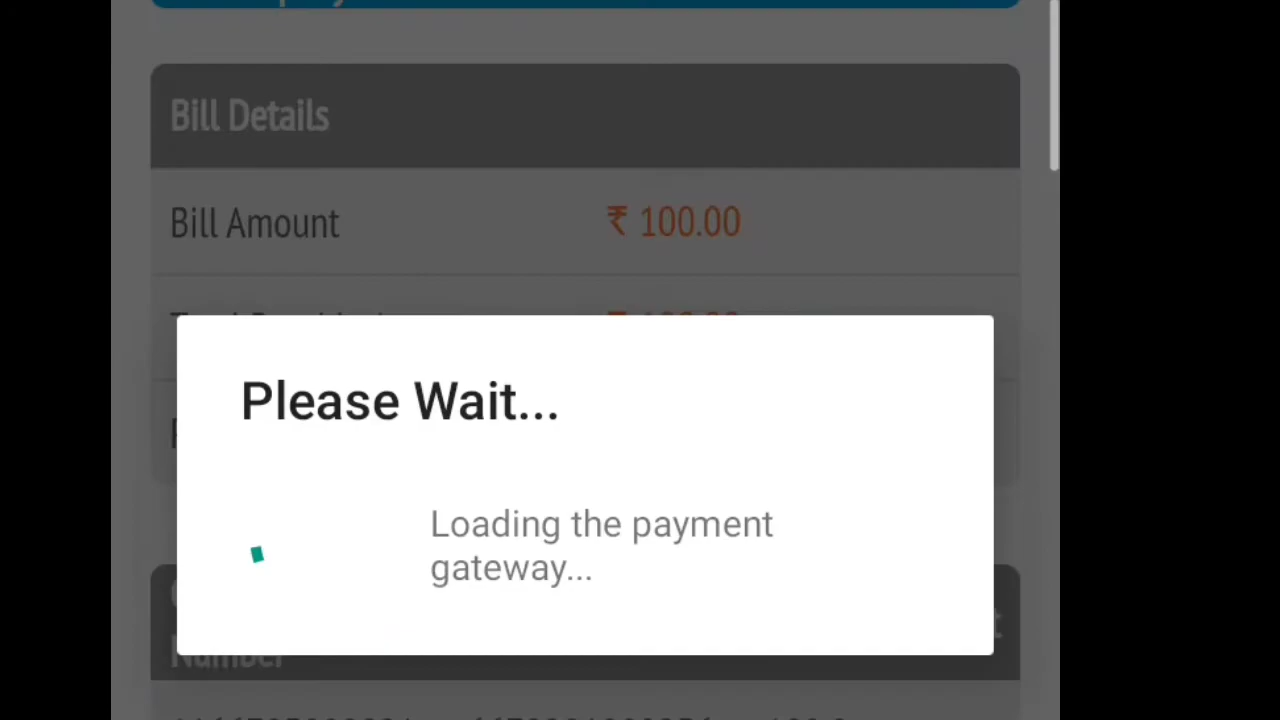 Bill Details
Bill Amount ₹ 100.00
Please Wait...
Loading the payment
gateway...
Number